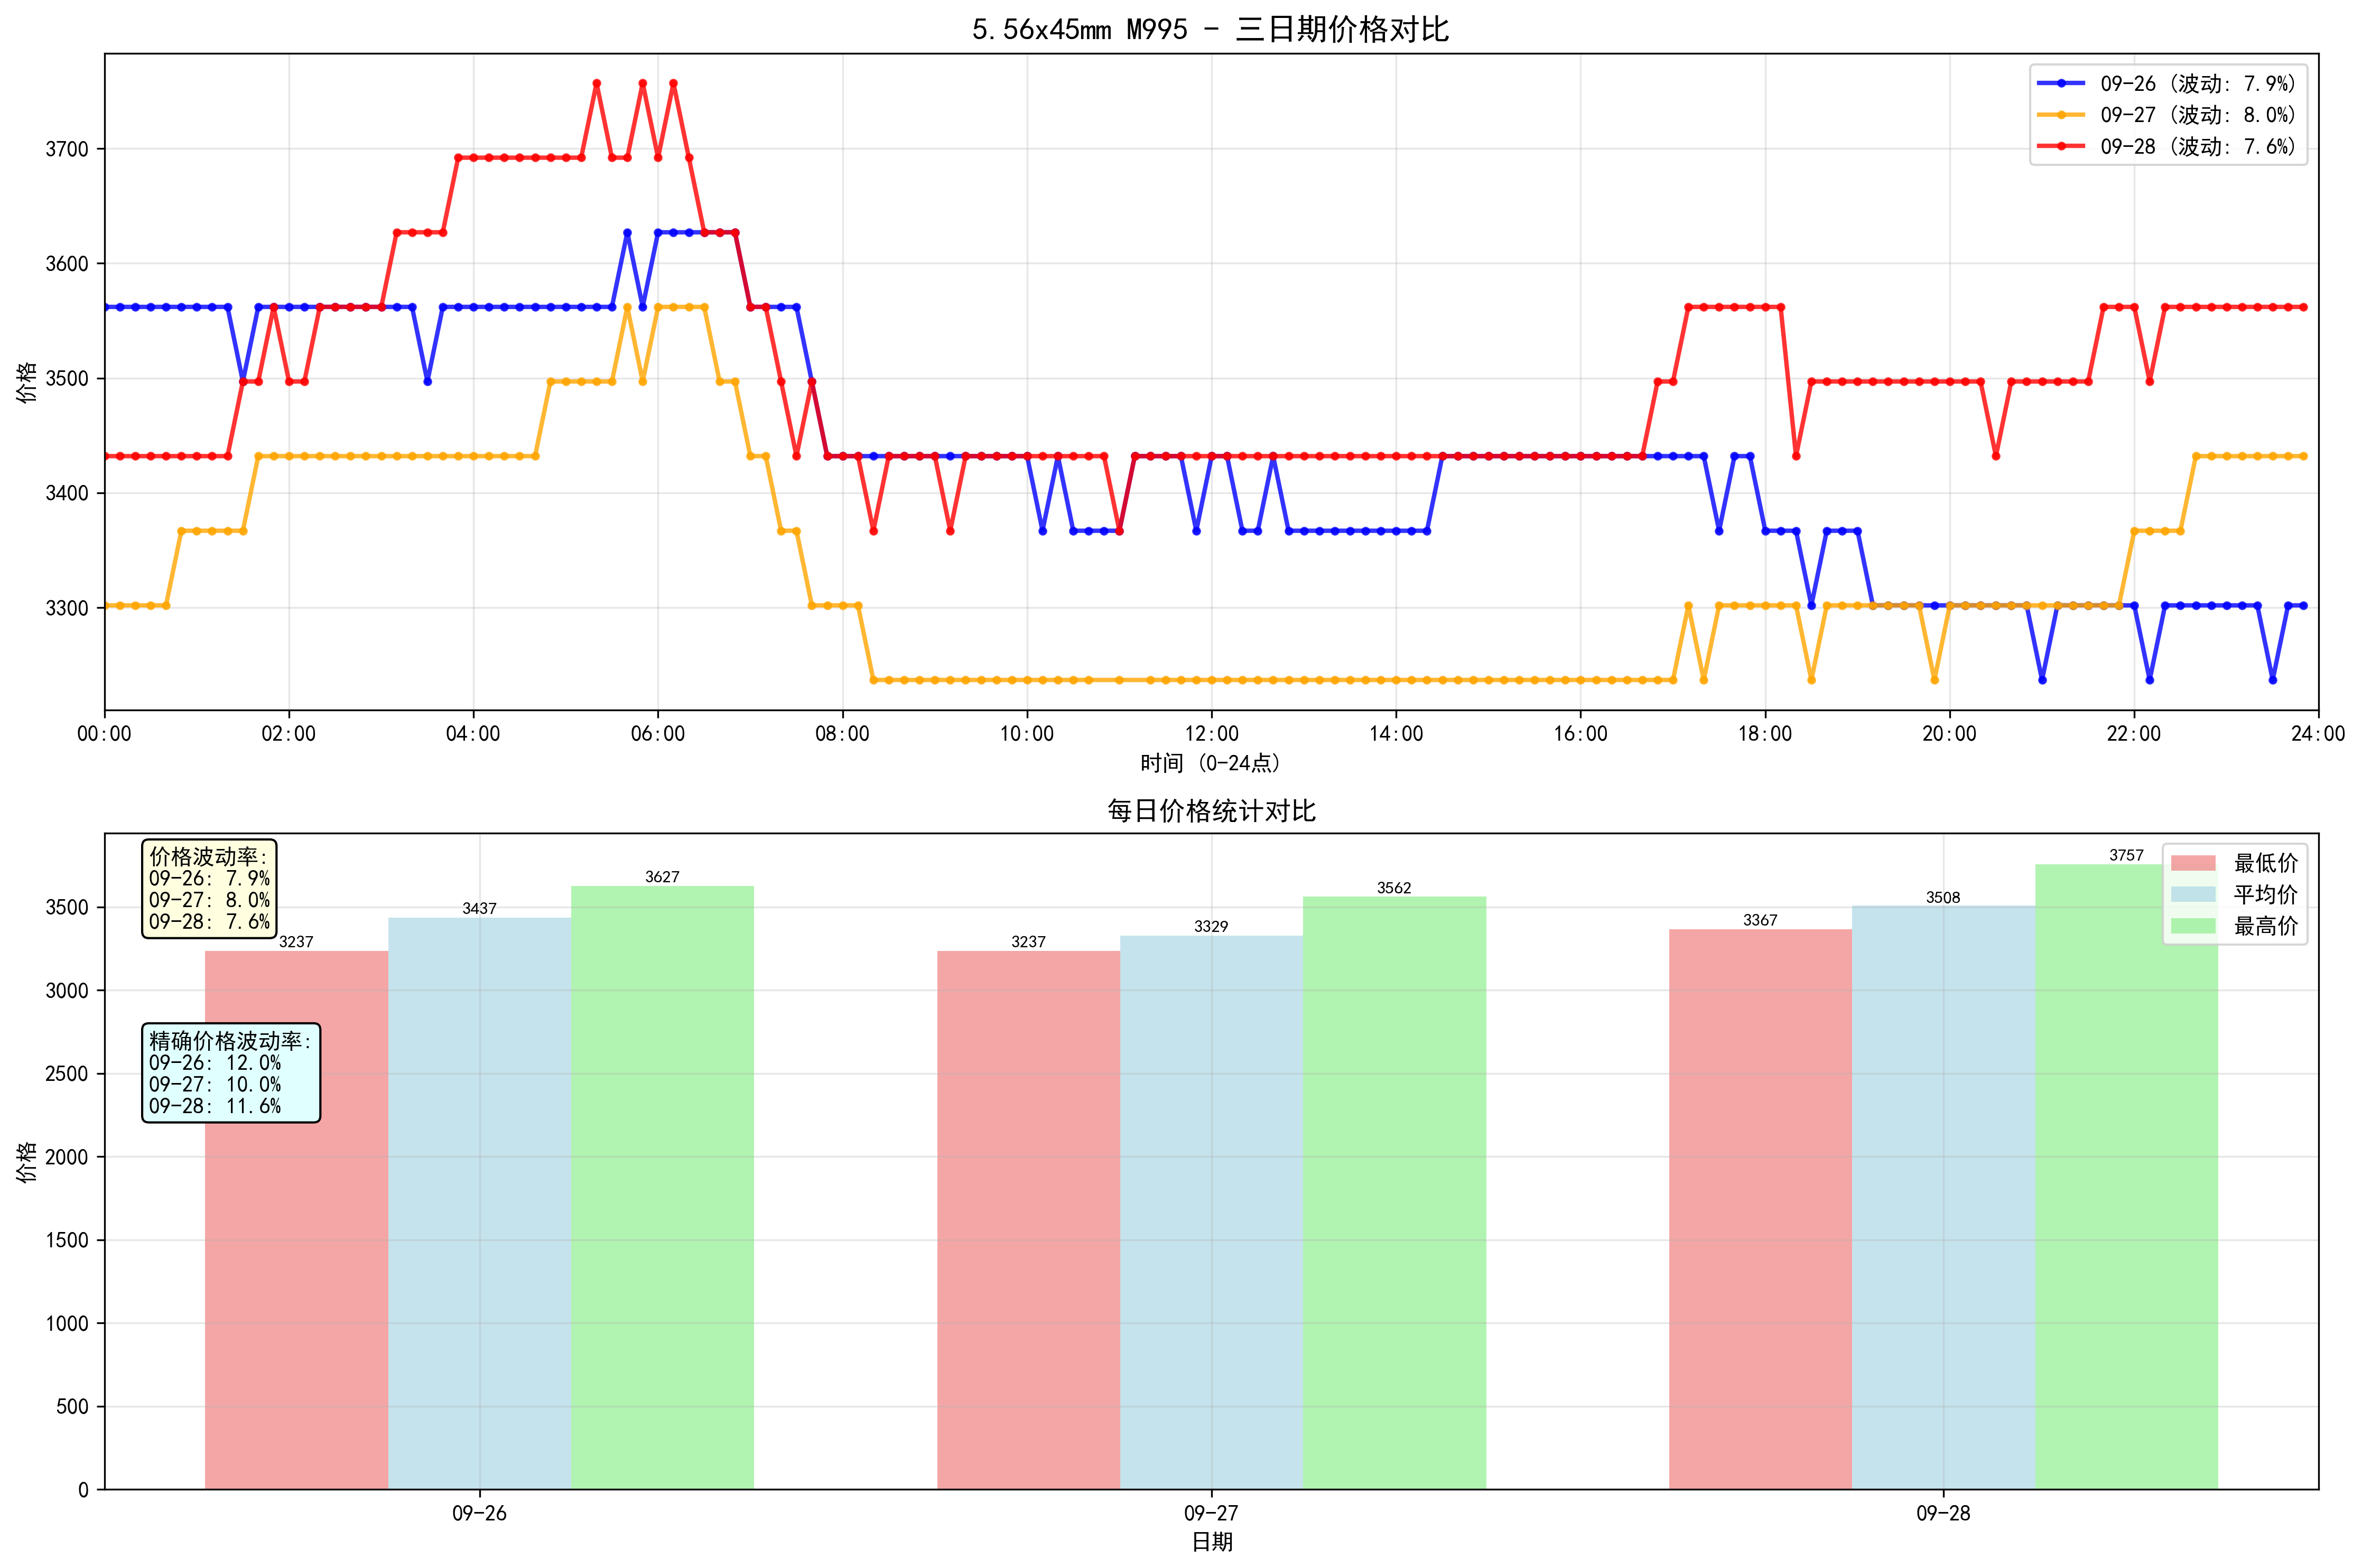 5.56x45mm M995 - 三日期价格对比
09-26 (波动: 7.9%)
09-27 (波动: 8.0%)
09-28 (波动: 7.6%)
价格
3700
3600
3500
3400
3300
00:00 02:00 04:00 06:00 08:00 10:00 12:00 14:00 16:00 18:00 20:00 22:00 24:00
时间 (0-24点)
每日价格统计对比
价格波动率:
09-26: 7.9%
09-27: 8.0%
09-28: 7.6%
精确价格波动率:
09-26: 12.0%
09-27: 10.0%
09-28: 11.6%
最低价
平均价
最高价
3237 3437 3627 3237 3329 3562 3367 3508 3757
价格
3500
3000
2500
2000
1500
1000
500
0
09-26 09-27 09-28
日期